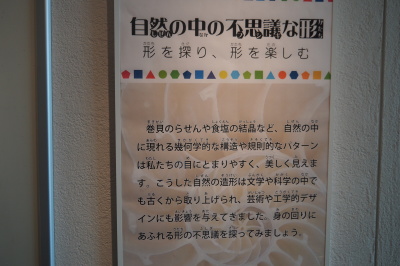 自然の中の不思議な形
形を探り、形を楽しむ
巻貝のらせんや食塩の結晶など、自然の中
に現れる幾何学的な構造や規則的なパターン
は私たちの目にとまりやすく、美しく見えま
す。こうした自然の造形は文学や科学の中で
も古くから取り上げられ、芸術や工学的デザ
インにも影響を与えてきました。身の回りに
あふれる形の不思議を探ってみましょう。